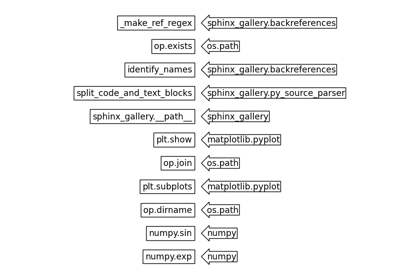 _make_ref_regex sphinx_gallery.backreferences
op.exists os.path
identify_names sphinx_gallery.backreferences
split_code_and_text_blocks sphinx_gallery.py_source_parser
sphinx_gallery.__path__ sphinx_gallery
plt.show matplotlib.pyplot
op.join os.path
plt.subplots matplotlib.pyplot
op.dirname os.path
numpy.sin numpy
numpy.exp numpy